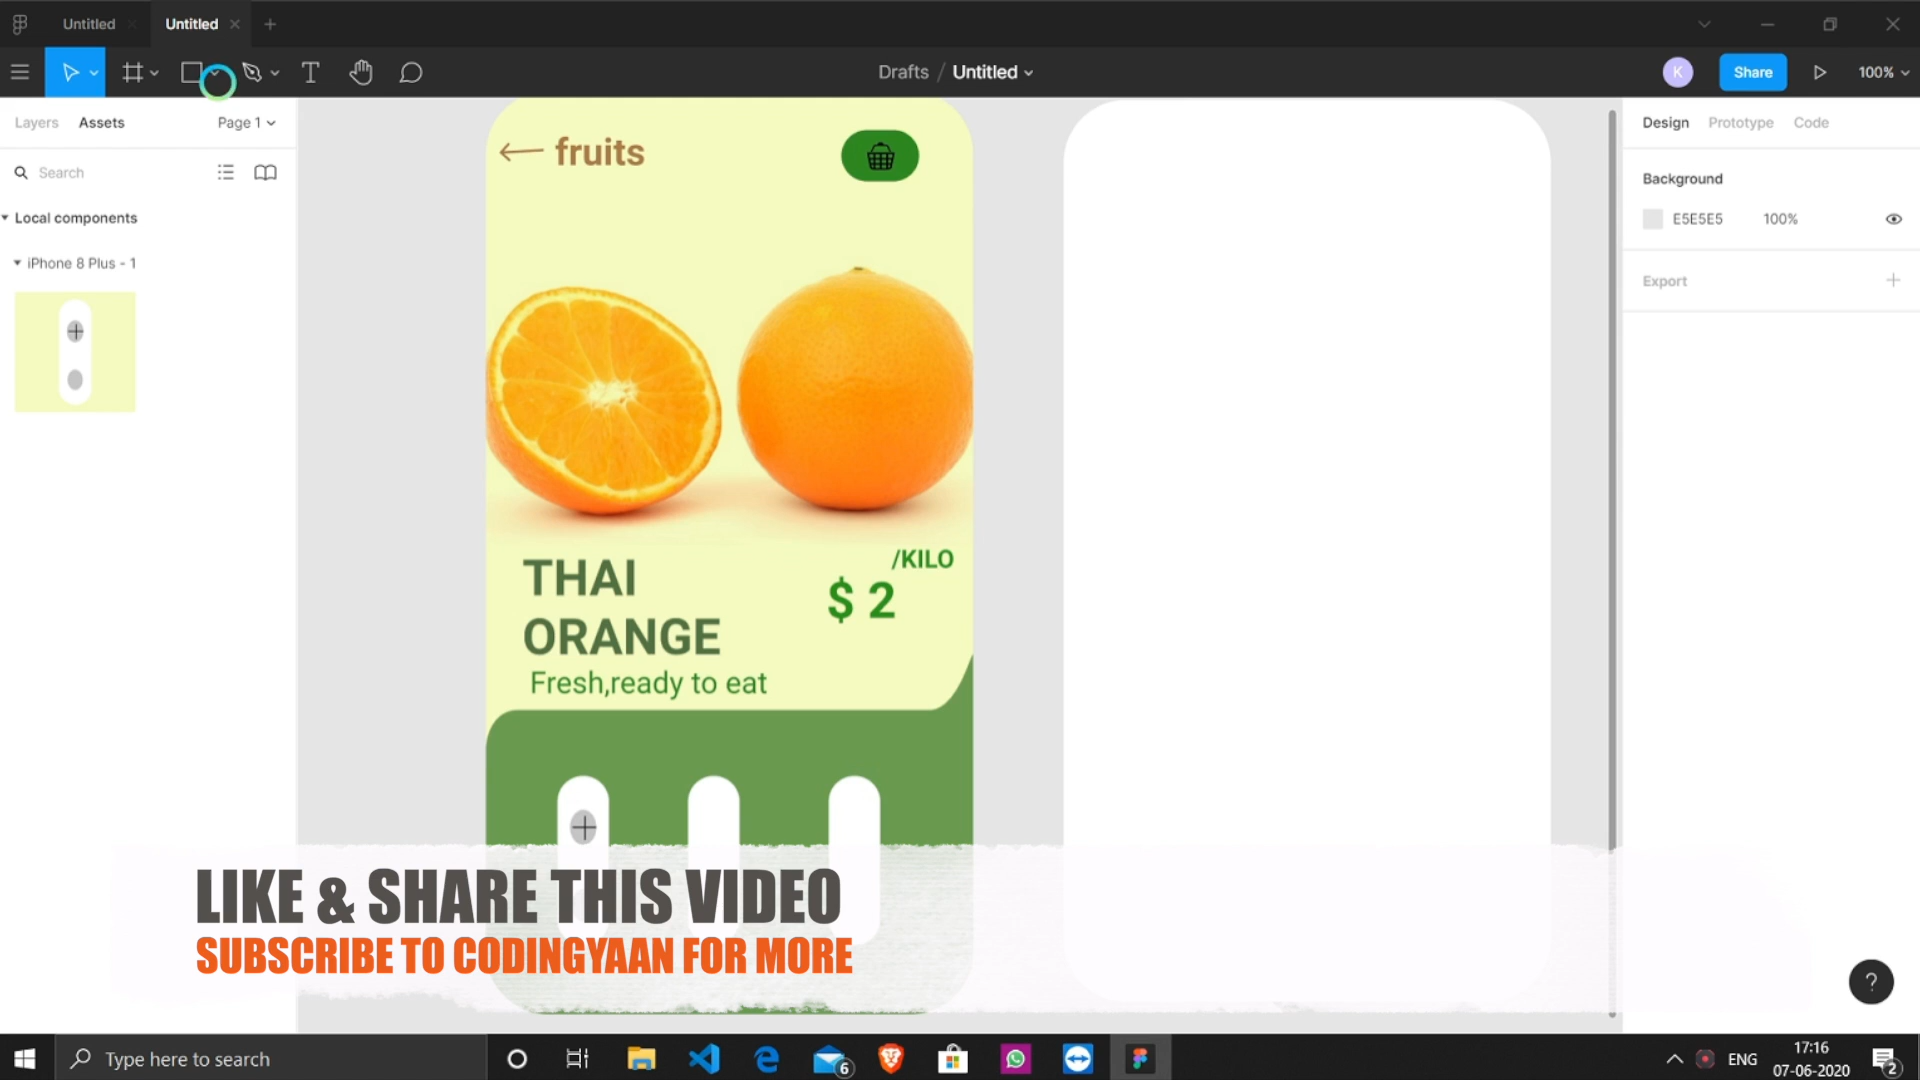 Untitled
Untitled
Drafts / Untitled
K
Share
100%
Layers
Assets
Page 1
Search
Local components
iPhone 8 Plus - 1
fruits
THAI
ORANGE
/KILO
$ 2
Fresh,ready to eat
Design
Prototype
Code
Background
E5E5E5
100%
Export
LIKE & SHARE THIS VIDEO
SUBSCRIBE TO CODINGYAAN FOR MORE
?
Type here to search
6
ENG
17:16
07-06-2020
2